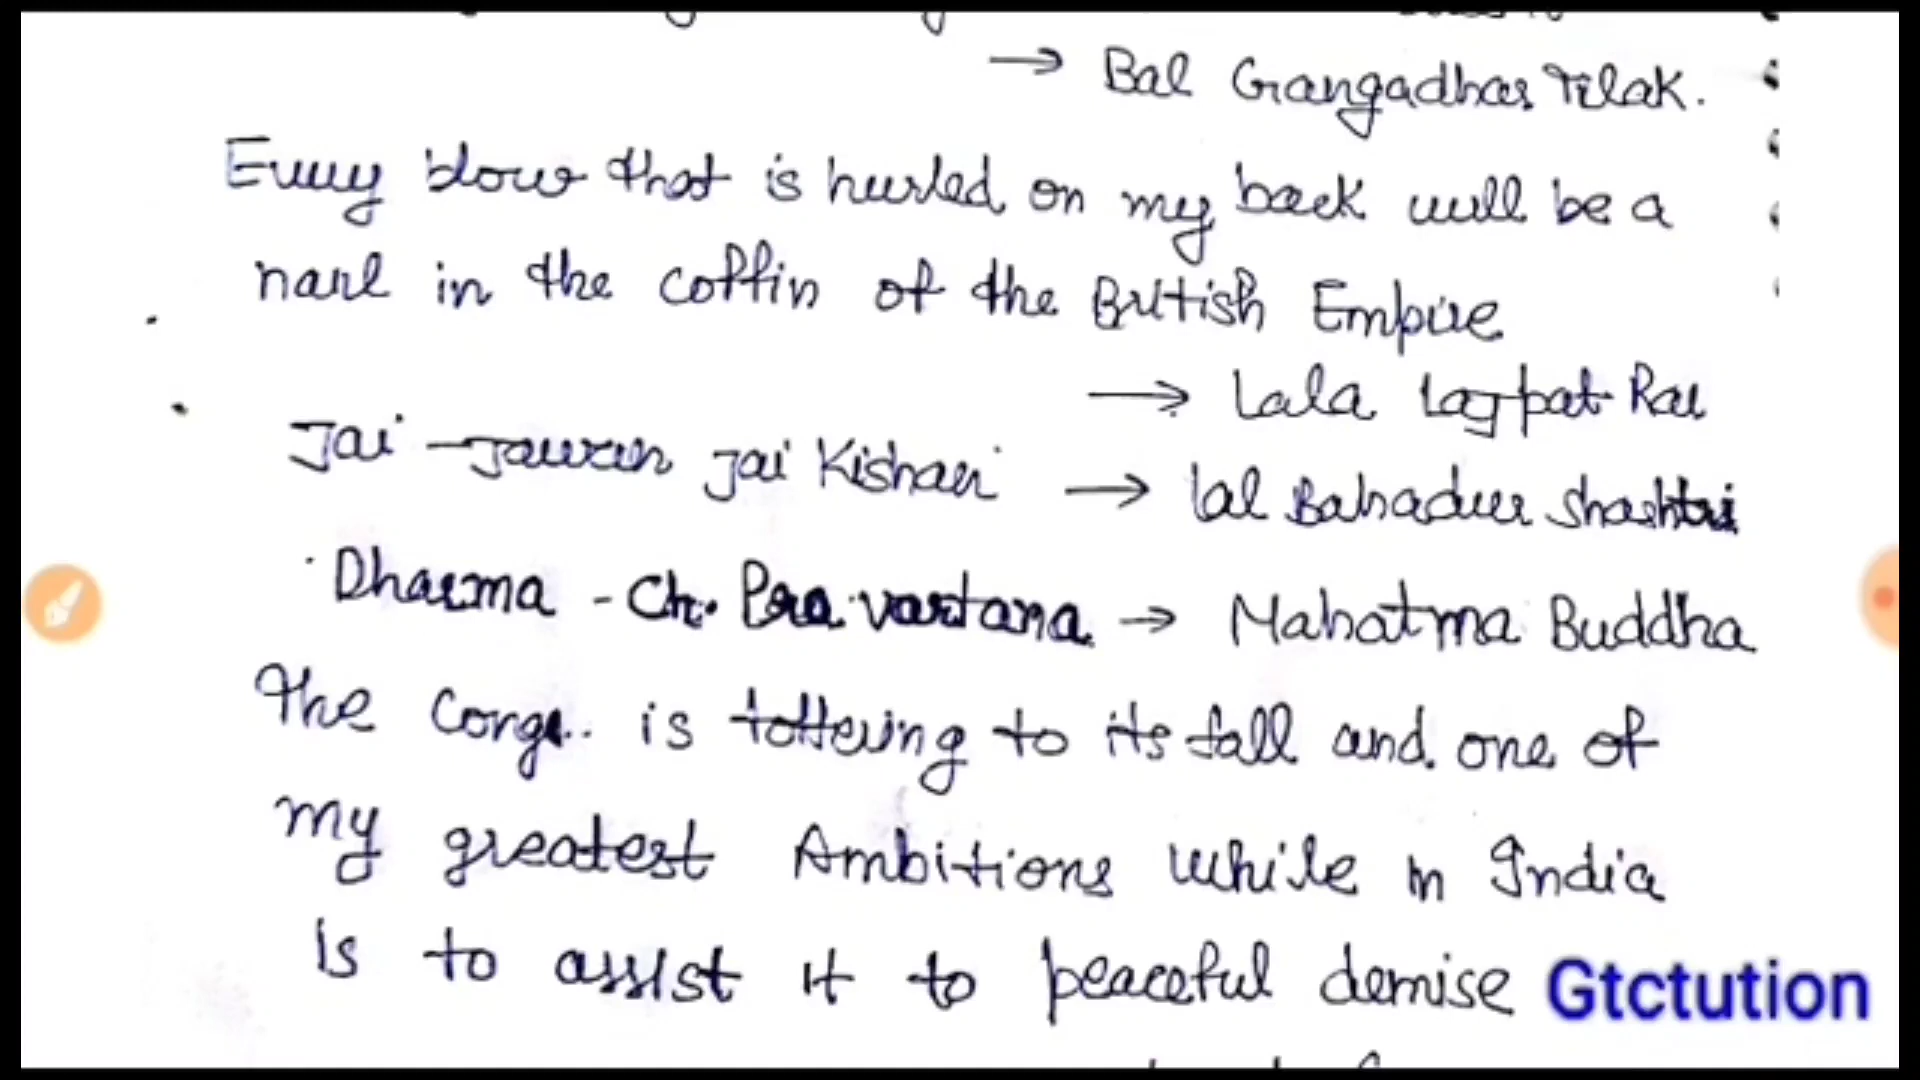 → Bal Gangadhar Tilak.
Every blow that is hurled on my back will be a
nail in the coffin of the British Empire
→ Lala Lajpat Rai
Jai - Jawan Jai Kishan → lal Bahadur Shashtri
Dharma - Ch. Pra vartana → Mahatma Buddha
The Corgr. is tottering to its fall and one of
my greatest Ambitions while in India
is to assist it to peaceful demise
Gtctution